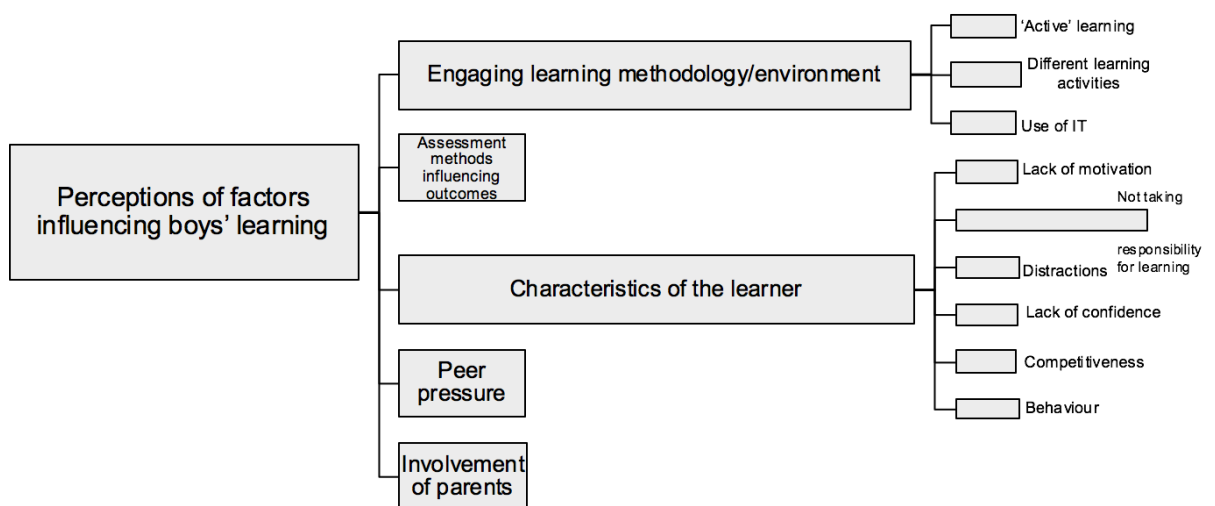 Perceptions of factors
influencing boys’ learning
Engaging learning methodology/environment
‘Active’ learning
Different learning
activities
Use of IT
Assessment
methods
influencing
outcomes
Characteristics of the learner
Lack of motivation
Not taking
responsibility
for learning
Distractions
Lack of confidence
Competitiveness
Behaviour
Peer
pressure
Involvement
of parents